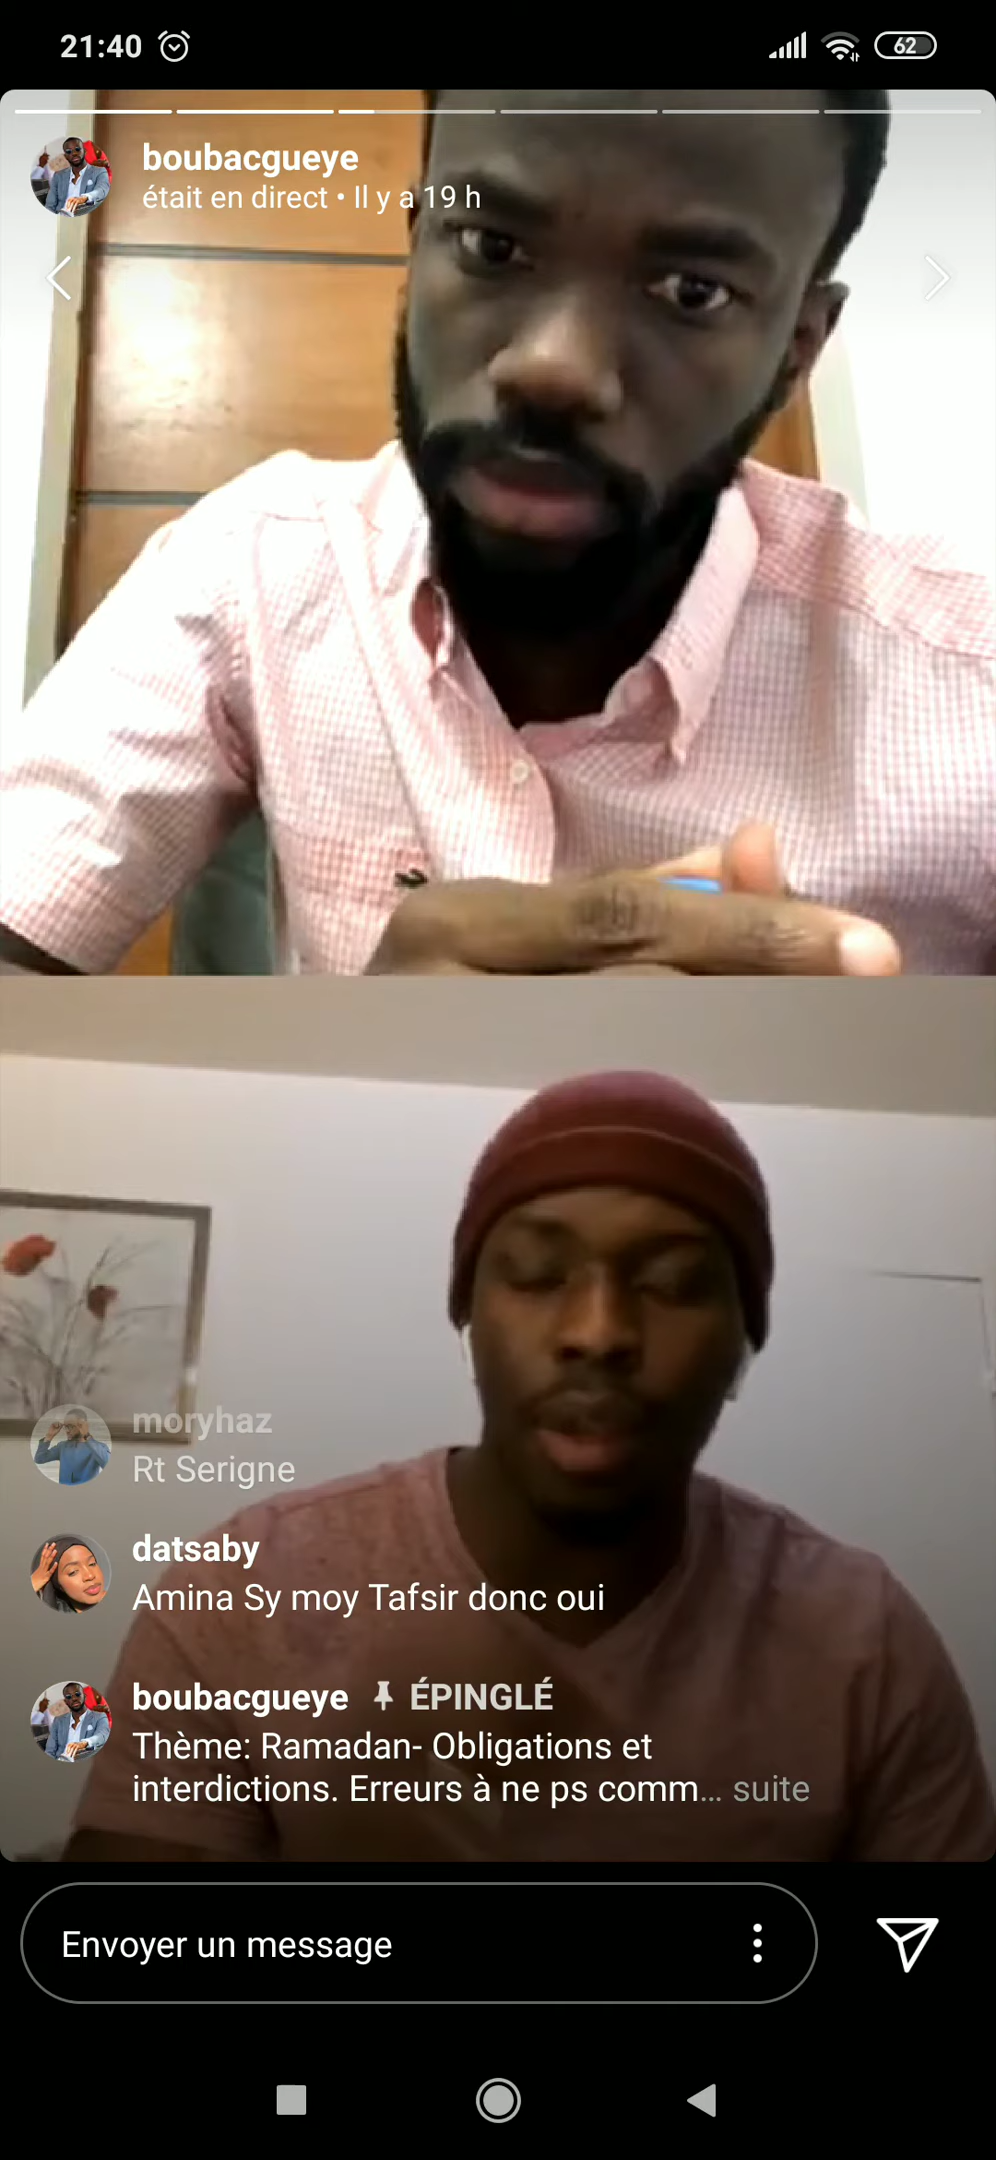 21:40
62
boubacgueye
était en direct • Il y a 19 h
moryhaz
Rt Serigne
datsaby
Amina Sy moy Tafsir donc oui
boubacgueye ÉPINGLÉ
Thème: Ramadan- Obligations et
interdictions. Erreurs à ne ps comm... suite
Envoyer un message